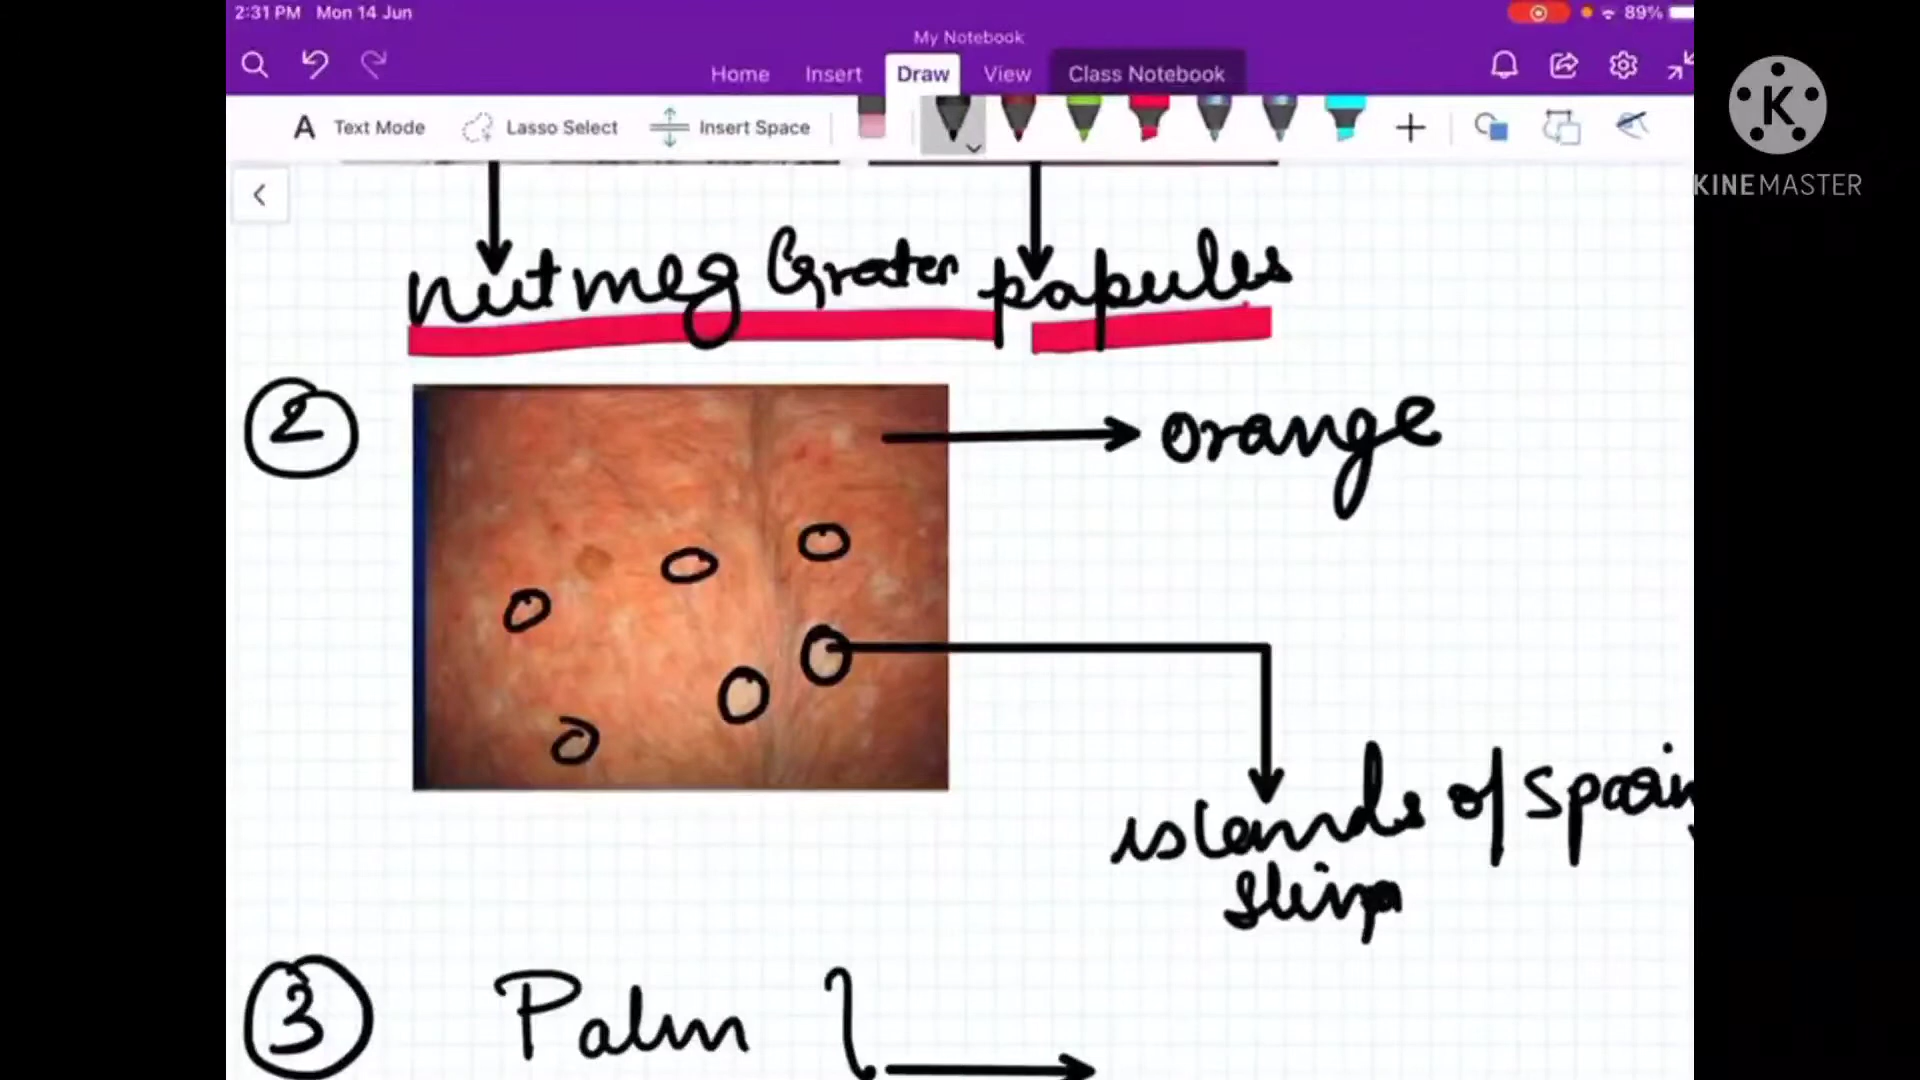 2:31 PM Mon 14 Jun
89%
My Notebook
Home Insert Draw View Class Notebook
A Text Mode Lasso Select Insert Space
K
KINEMASTER
nutmeg Grater papules
2
orange
islands of
3 Palm